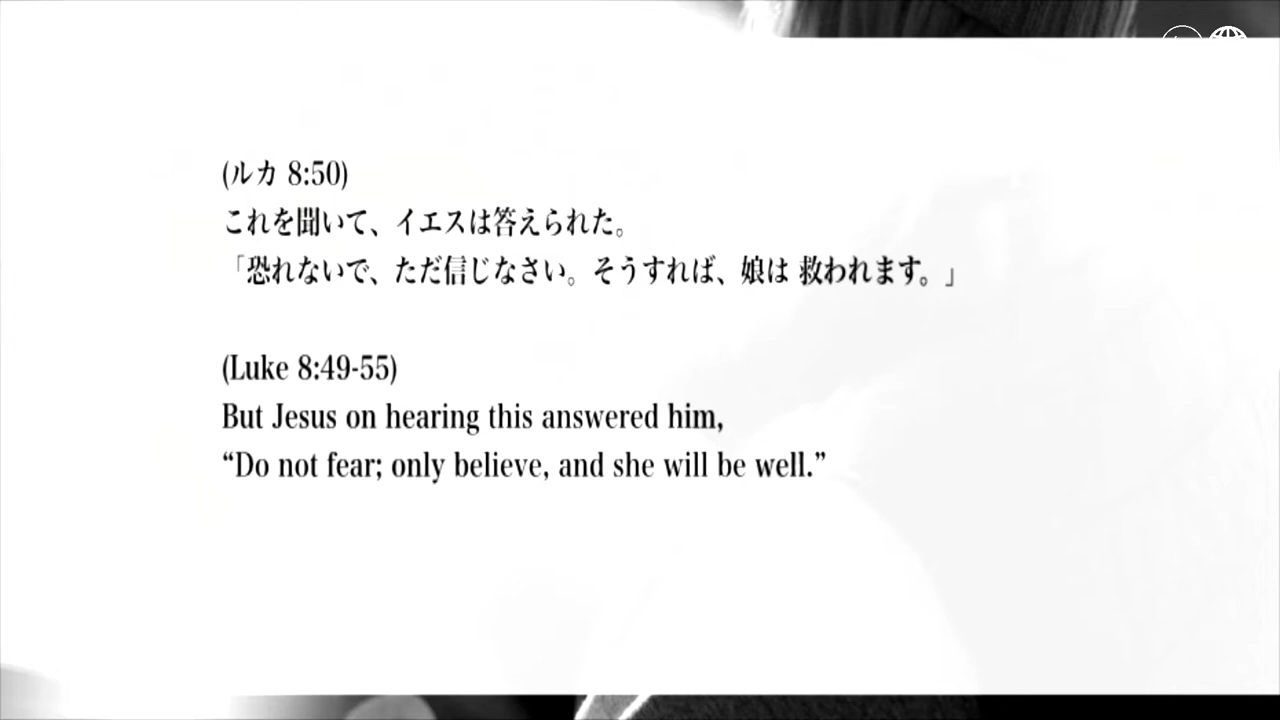 (ルカ 8:50)
これを聞いて、イエスは答えられた。
「恐れないで、ただ信じなさい。そうすれば、娘は 救われます。」
(Luke 8:49-55)
But Jesus on hearing this answered him,
“Do not fear; only believe, and she will be well.”